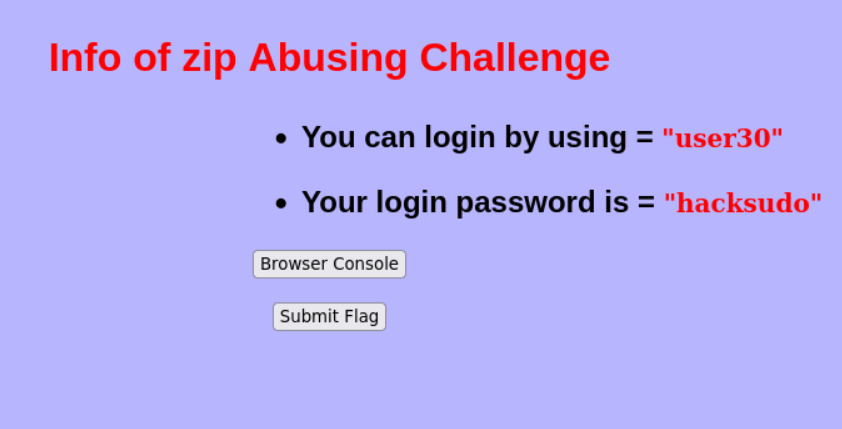 Info of zip Abusing Challenge
• You can login by using = "user30"
• Your login password is = "hacksudo"
Browser Console
Submit Flag